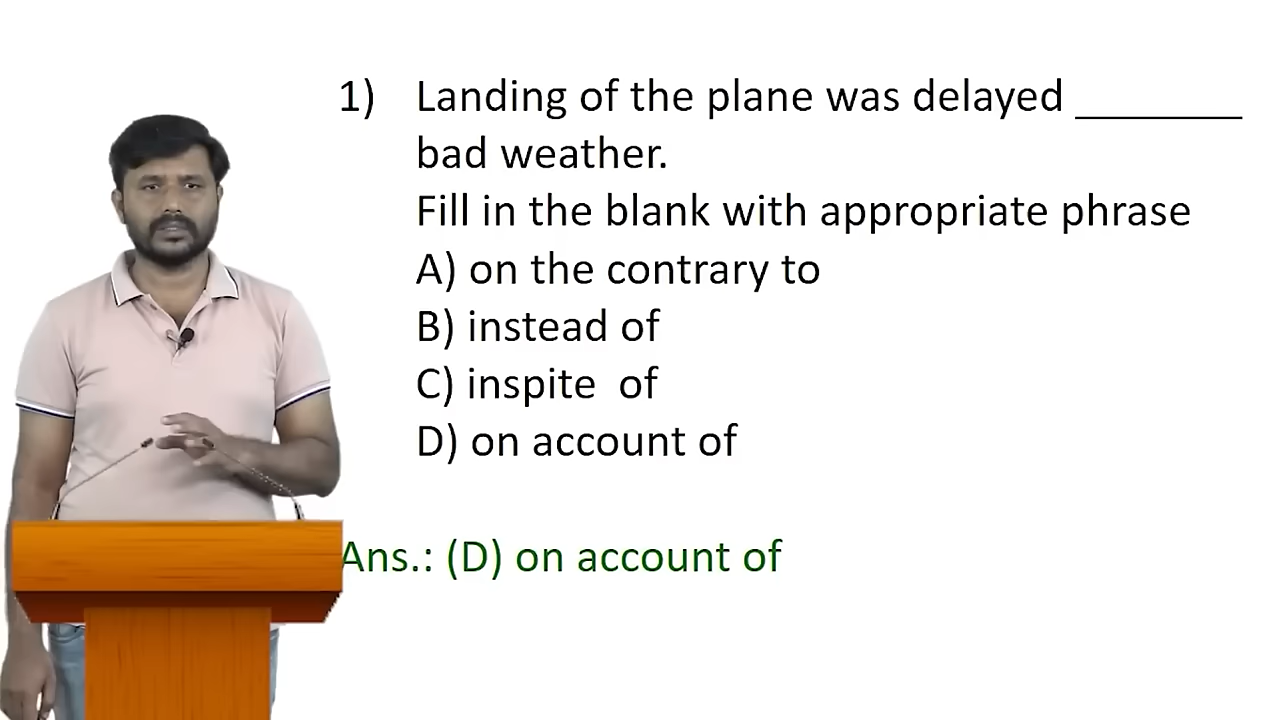 1) Landing of the plane was delayed ________
bad weather.
Fill in the blank with appropriate phrase
A) on the contrary to
B) instead of
C) inspite  of
D) on account of
Ans.: (D) on account of